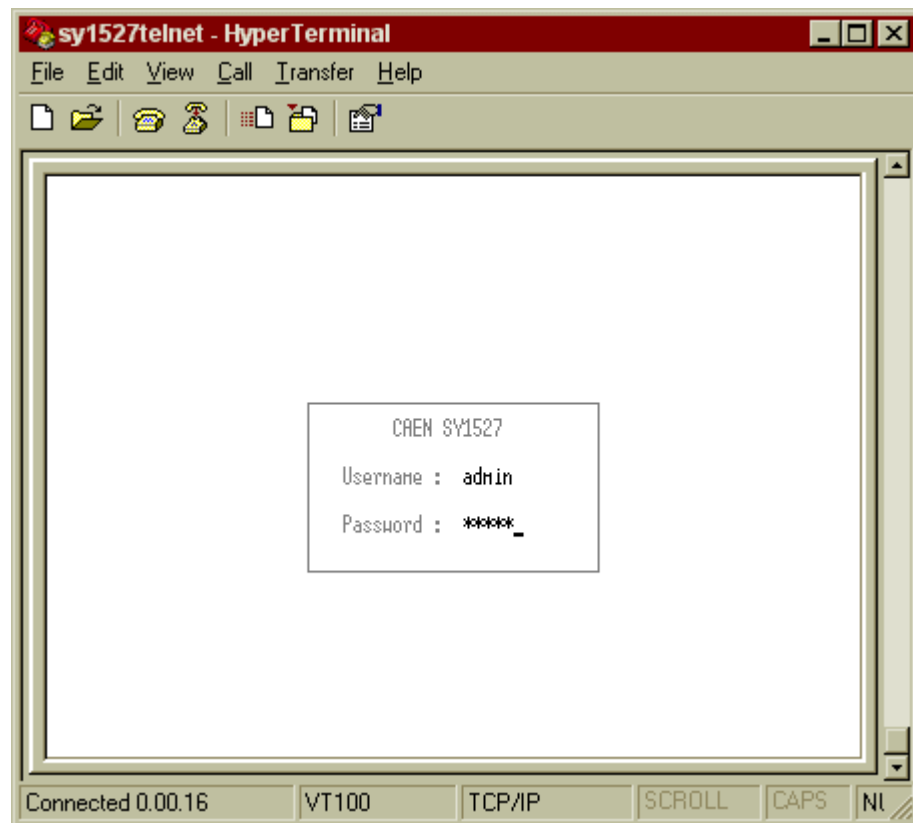 sy1527telnet - HyperTerminal
File Edit View Call Transfer Help
CAEN SY1527
Username : admin
Password : *****_
Connected 0.00.16 VT100 TCP/IP SCROLL CAPS